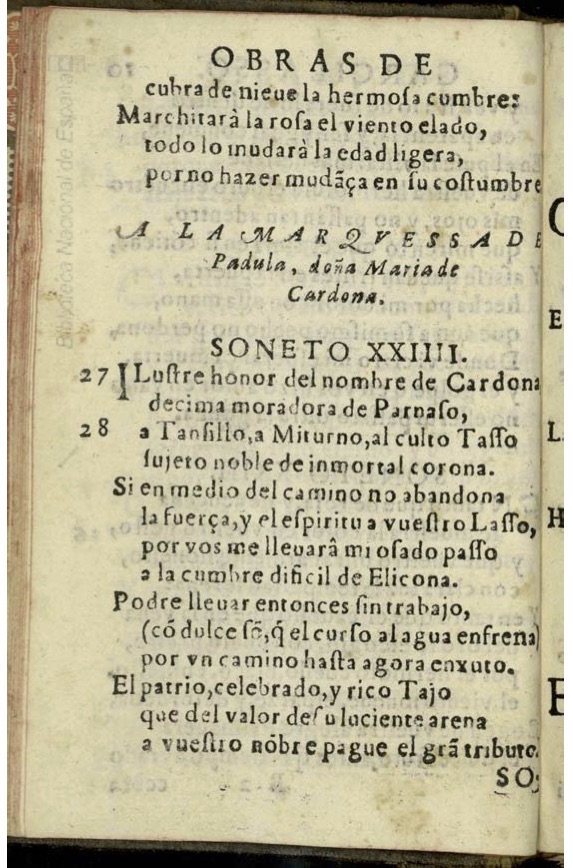 OBRAS DE
cubra de nieue la hermoſa cumbre:
Marchitarà la roſa el viento elado,
todo lo mudarà la edad ligera,
por no hazer mudãça en ſu coſtumbre
A LA MARQVESSA DE
Padula, doña Maria de
Cardona.
SONETO XXIIII.
27 ILuſtre honor del nombre de Cardona
decima moradora de Parnaſo,
28 a Tanſillo, a Miturno, al culto Taſſo
ſujeto noble de inmortal corona.
Si en medio del camino no abandona
la fuerça, y el eſpiritu a vueſtro Laſſo,
por vos me lleuarâ mi oſado paſſo
a la cumbre dificil de Elicona.
Podre lleuar entonces ſin trabajo,
(cõ dulce ſõ, q̃ el curſo al agua enfrena)
por vn camino haſta agora enxuto.
El patrio, celebrado, y rico Tajo
que del valor de ſu luciente arena
a vueſtro nõbre pague el grã tributo.
SO-
Biblioteca Nacional de España